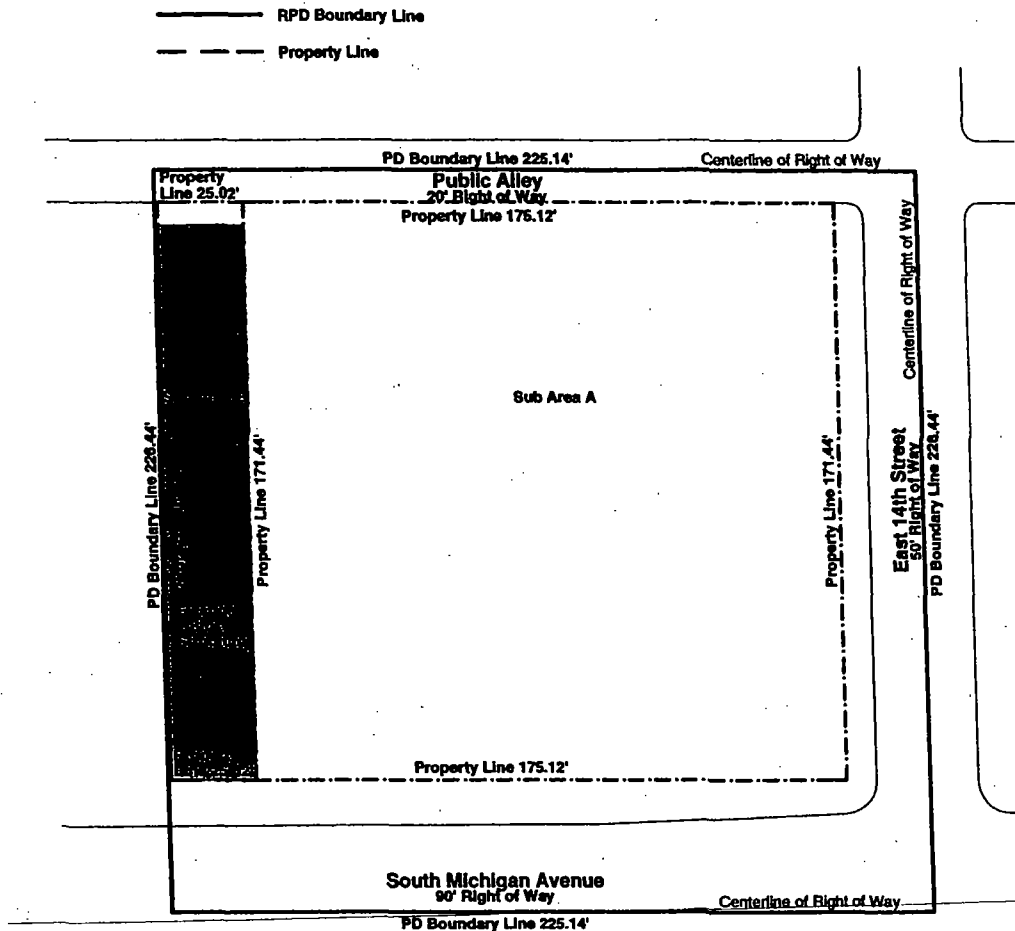 RPD Boundary Line
Property Line
PD Boundary Line 225.14'
Centerline of Right of Way
Property
Line 25.02'
Public Alley
20' Right of Way
Property Line 175.12'
Centerline of Right of Way
Sub Area A
PD Boundary Line 226.44'
Property Line 171.44'
Property Line 171.44'
East 14th Street
50' Right of Way
PD Boundary Line 226.44'
Property Line 175.12'
South Michigan Avenue
90' Right of Way
Centerline of Right of Way
PD Boundary Line 225.14'